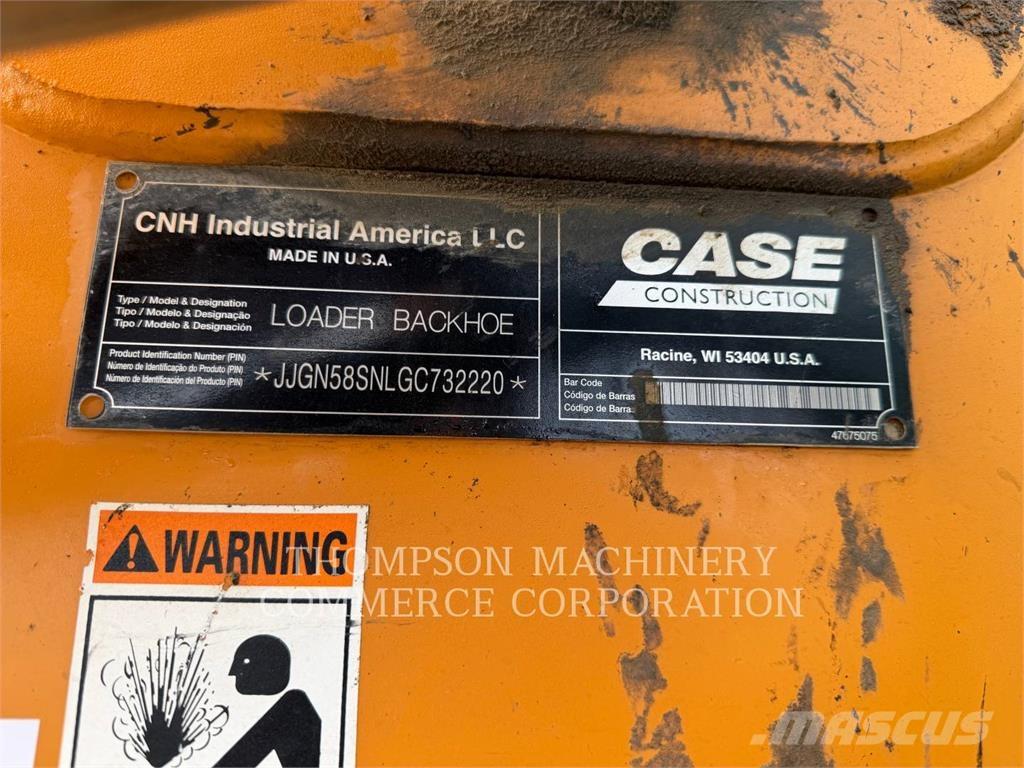 CNH Industrial America LLC
MADE IN U.S.A.
Type / Model & Designation
Tipo / Modelo & Designação
Tipo / Modelo & Designación
LOADER BACKHOE
Product Identification Number (PIN)
Número de Identificação do Produto (PIN)
Número de Identificación del Producto (PIN)
*JJGN58SNLGC732220*
CASE
CONSTRUCTION
Racine, WI 53404 U.S.A.
Bar Code
Código de Barras
Código de Barra
47675075
WARNING
THOMPSON MACHINERY
COMMERCE CORPORATION
MASCUS